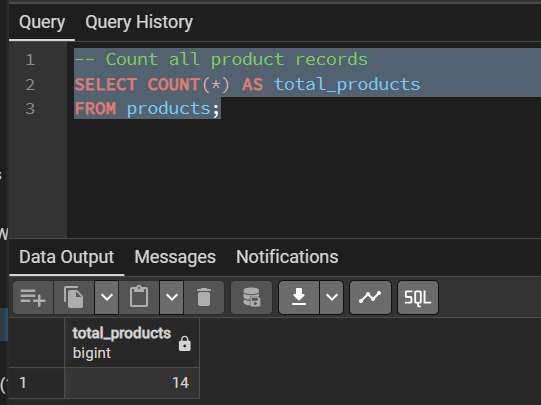 Query Query History
1 -- Count all product records
2 SELECT COUNT(*) AS total_products
3 FROM products;
Data Output Messages Notifications
SQL
total_products
bigint
1 14